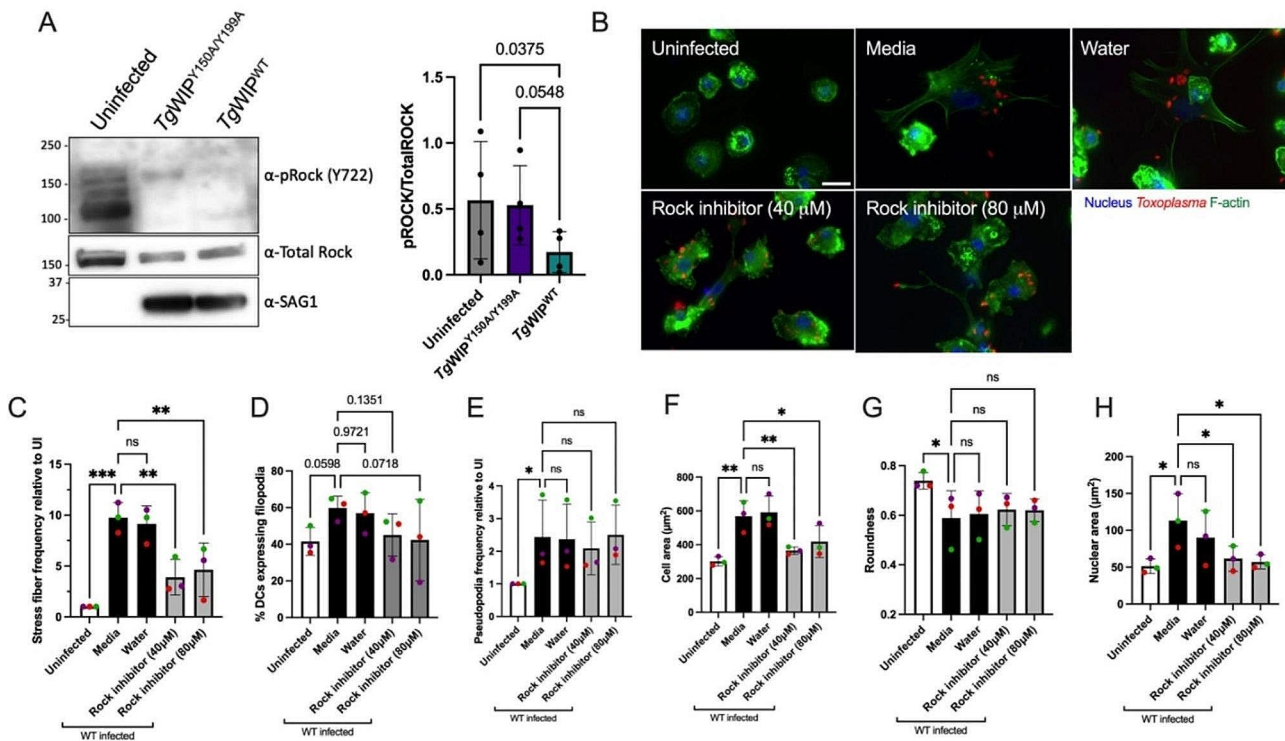 A
Uninfected
TgWIPY150A/Y199A
TgWIPWT
250
150
100
α-pRock (Y722)
150
α-Total Rock
37
25
α-SAG1
0.0375
0.0548
pROCK/TotalROCK
1.5
1.0
0.5
0.0
Uninfected
TgWIPY150A/Y199A
TgWIPWT
B
Uninfected
Media
Water
Rock inhibitor (40 μM)
Rock inhibitor (80 μM)
Nucleus Toxoplasma F-actin
C
**
ns
***
**
Stress fiber frequency relative to UI
15
10
5
0
Uninfected
Media
Water
Rock inhibitor (40μM)
Rock inhibitor (80μM)
WT infected
D
0.1351
0.9721
0.0598
0.0718
% DCs expressing filopodia
80
60
40
20
0
Uninfected
Media
Water
Rock inhibitor (40μM)
Rock inhibitor (80μM)
WT infected
E
ns
ns
*
ns
Pseudopodia frequency relative to UI
4
3
2
1
0
Uninfected
Media
Water
Rock inhibitor (40μM)
Rock inhibitor (80μM)
WT infected
F
*
**
**
ns
Cell area (μm²)
800
600
400
200
0
Uninfected
Media
Water
Rock inhibitor (40μM)
Rock inhibitor (80μM)
WT infected
G
ns
ns
*
ns
Roundness
0.8
0.6
0.4
0.2
Uninfected
Media
Water
Rock inhibitor (40μM)
Rock inhibitor (80μM)
WT infected
H
*
*
*
ns
Nuclear area (μm²)
200
150
100
50
0
Uninfected
Media
Water
Rock inhibitor (40μM)
Rock inhibitor (80μM)
WT infected